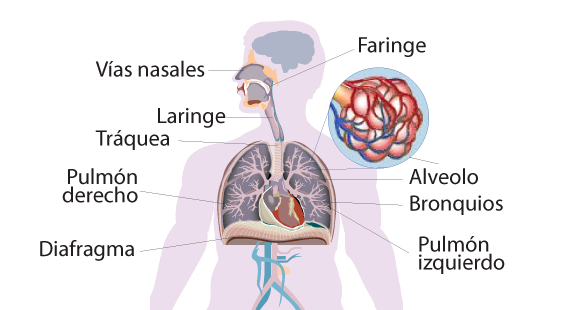 Faringe
Vías nasales
Laringe
Tráquea
Pulmón
derecho
Alveolo
Bronquios
Diafragma
Pulmón
izquierdo